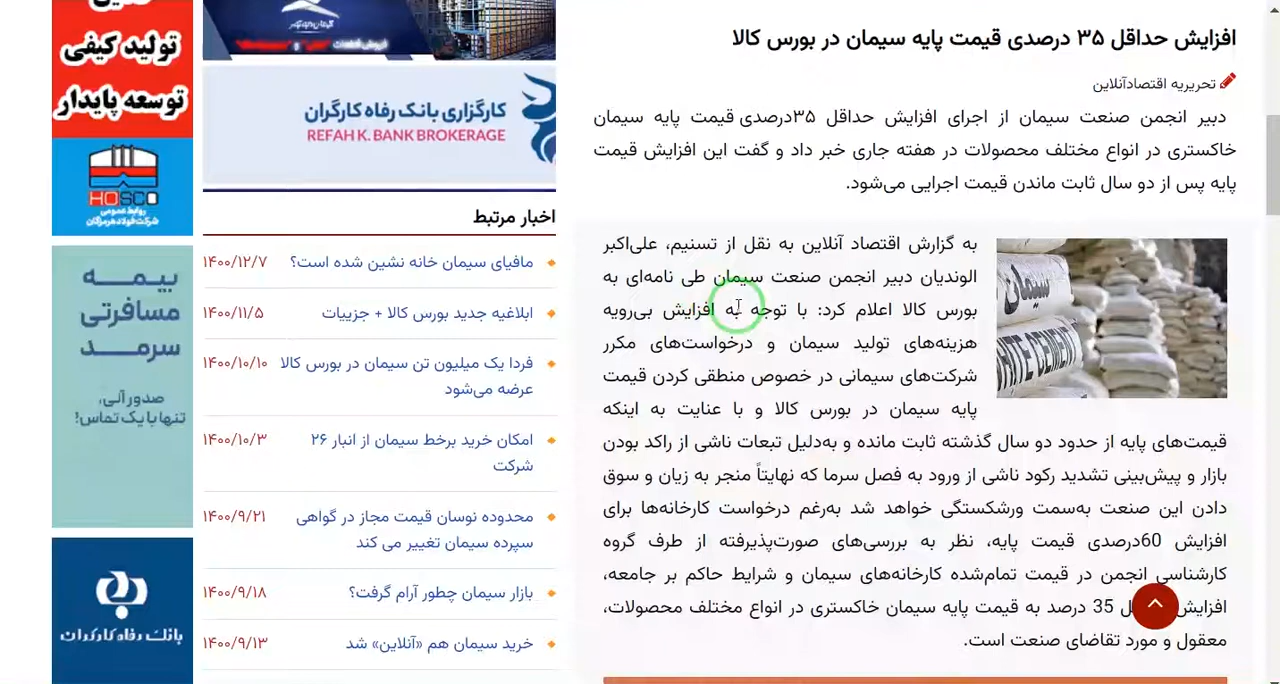 افزایش حداقل ۳۵ درصدی قیمت پایه سیمان در بورس کالا
تحریریه اقتصادآنلاین
دبیر انجمن صنعت سیمان از اجرای افزایش حداقل ۳۵درصدی قیمت پایه سیمان
خاکستری در انواع مختلف محصولات در هفته جاری خبر داد و گفت این افزایش قیمت
پایه پس از دو سال ثابت ماندن قیمت اجرایی می‌شود.
به گزارش اقتصاد آنلاین به نقل از تسنیم، علی‌اکبر
الوندیان دبیر انجمن صنعت سیمان طی نامه‌ای به
بورس کالا اعلام کرد: با توجه به افزایش بی‌رویه
هزینه‌های تولید سیمان و درخواست‌های مکرر
شرکت‌های سیمانی در خصوص منطقی کردن قیمت
پایه سیمان در بورس کالا و با عنایت به اینکه
قیمت‌های پایه از حدود دو سال گذشته ثابت مانده و به‌دلیل تبعات ناشی از راکد بودن
بازار و پیش‌بینی تشدید رکود ناشی از ورود به فصل سرما که نهایتاً منجر به زیان و سوق
دادن این صنعت به‌سمت ورشکستگی خواهد شد به‌رغم درخواست کارخانه‌ها برای
افزایش 60درصدی قیمت پایه، نظر به بررسی‌های صورت‌پذیرفته از طرف گروه
کارشناسی انجمن در قیمت تمام‌شده کارخانه‌های سیمان و شرایط حاکم بر جامعه،
افزایش 35 درصد به قیمت پایه سیمان خاکستری در انواع مختلف محصولات،
معقول و مورد تقاضای صنعت است.
سیمان
WHITE CEMENT
کارگزاری بانک رفاه کارگران
REFAH K. BANK BROKERAGE
اخبار مرتبط
مافیای سیمان خانه نشین شده است؟ ۱۴۰۰/۱۲/۷
ابلاغیه جدید بورس کالا + جزییات ۱۴۰۰/۱۱/۵
فردا یک میلیون تن سیمان در بورس کالا ۱۴۰۰/۱۰/۱۰
عرضه می‌شود
امکان خرید برخط سیمان از انبار ۲۶ ۱۴۰۰/۱۰/۳
شرکت
محدوده نوسان قیمت مجاز در گواهی ۱۴۰۰/۹/۲۱
سپرده سیمان تغییر می کند
بازار سیمان چطور آرام گرفت؟ ۱۴۰۰/۹/۱۸
خرید سیمان هم «آنلاین» شد ۱۴۰۰/۹/۱۳
تولید کیفی
توسعه پایدار
HOSCO
روابط عمومی
شرکت فولاد هرمزگان
بیمه
مسافرتی
سرمد
صدور آنی،
تنها با یک تماس!
بانک رفاه کارگران